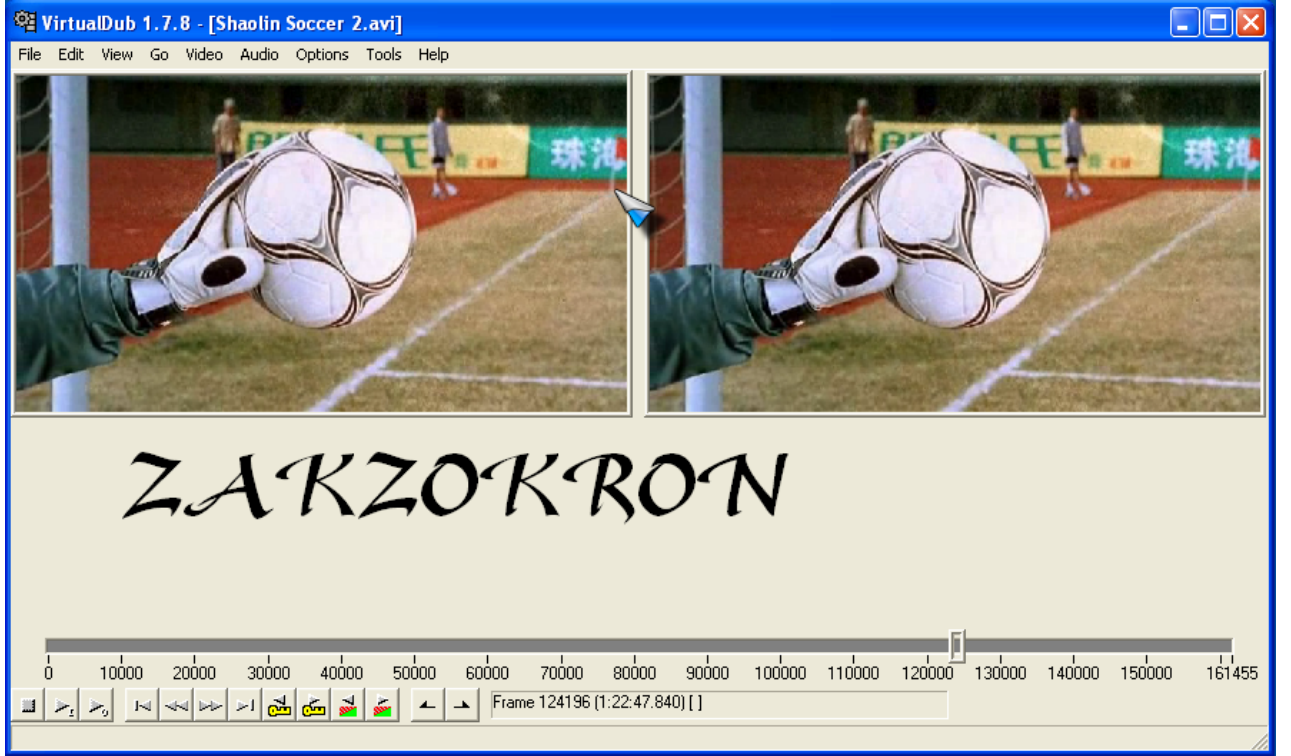 VirtualDub 1.7.8 - [Shaolin Soccer 2.avi]
File Edit View Go Video Audio Options Tools Help
珠海
珠海
ZAKZOKRON
0 10000 20000 30000 40000 50000 60000 70000 80000 90000 100000 110000 120000 130000 140000 150000 161455
Frame 124196 (1:22:47.840) [ ]